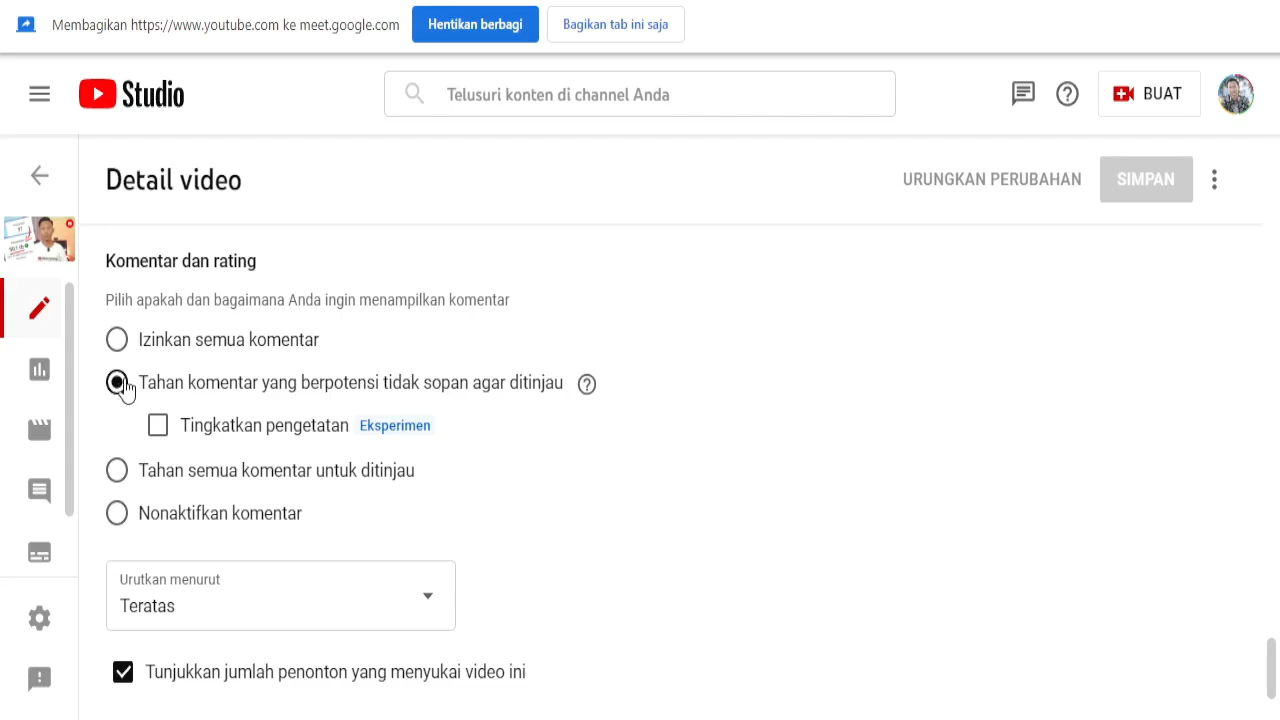 Membagikan https://www.youtube.com ke meet.google.com
Hentikan berbagi
Bagikan tab ini saja
Studio
Telusuri konten di channel Anda
BUAT
Detail video
URUNGKAN PERUBAHAN
SIMPAN
Komentar dan rating
Pilih apakah dan bagaimana Anda ingin menampilkan komentar
Izinkan semua komentar
Tahan komentar yang berpotensi tidak sopan agar ditinjau
Tingkatkan pengetatan Eksperimen
Tahan semua komentar untuk ditinjau
Nonaktifkan komentar
Urutkan menurut
Teratas
Tunjukkan jumlah penonton yang menyukai video ini